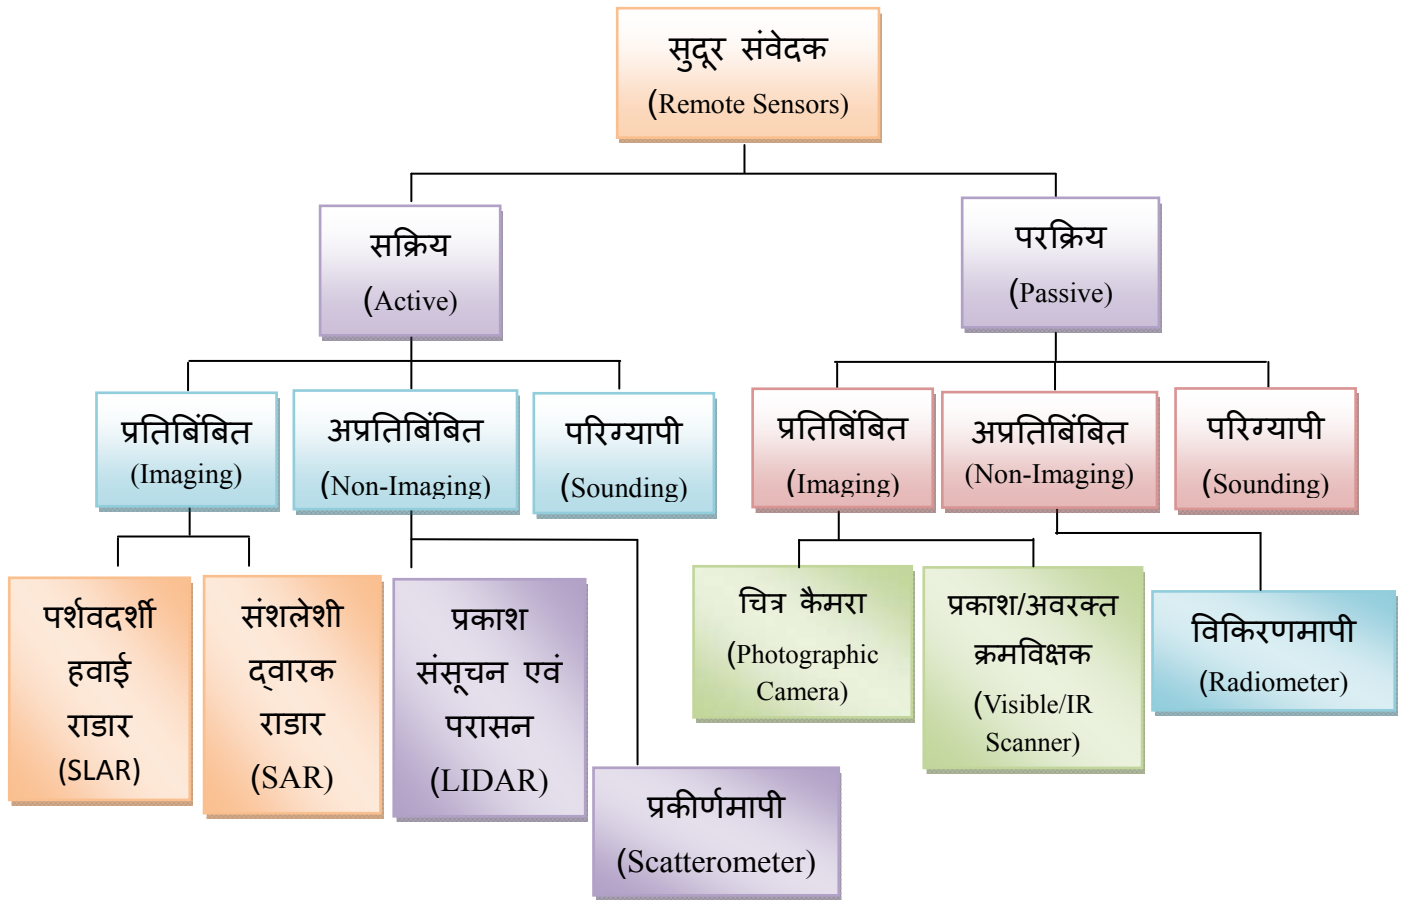 सुदूर संवेदक
(Remote Sensors)
सक्रिय
(Active)
परक्रिय
(Passive)
प्रतिबिंबित
(Imaging)
अप्रतिबिंबित
(Non-Imaging)
परिग्यापी
(Sounding)
प्रतिबिंबित
(Imaging)
अप्रतिबिंबित
(Non-Imaging)
परिग्यापी
(Sounding)
पर्शवदर्शी
हवाई
राडार
(SLAR)
संशलेशी
द्वारक
राडार
(SAR)
प्रकाश
संसूचन एवं
परासन
(LIDAR)
प्रकीर्णमापी
(Scatterometer)
चित्र कैमरा
(Photographic
Camera)
प्रकाश/अवरक्त
क्रमविक्षक
(Visible/IR
Scanner)
विकिरणमापी
(Radiometer)